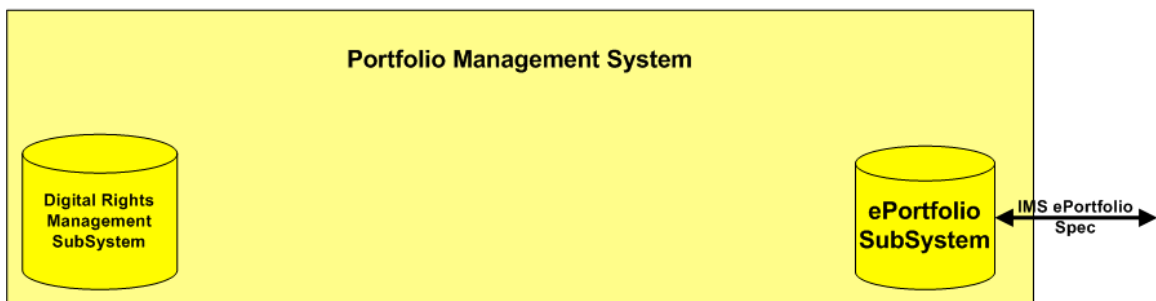 Portfolio Management System
Digital Rights
Management
SubSystem
ePortfolio
SubSystem
IMS ePortfolio
Spec